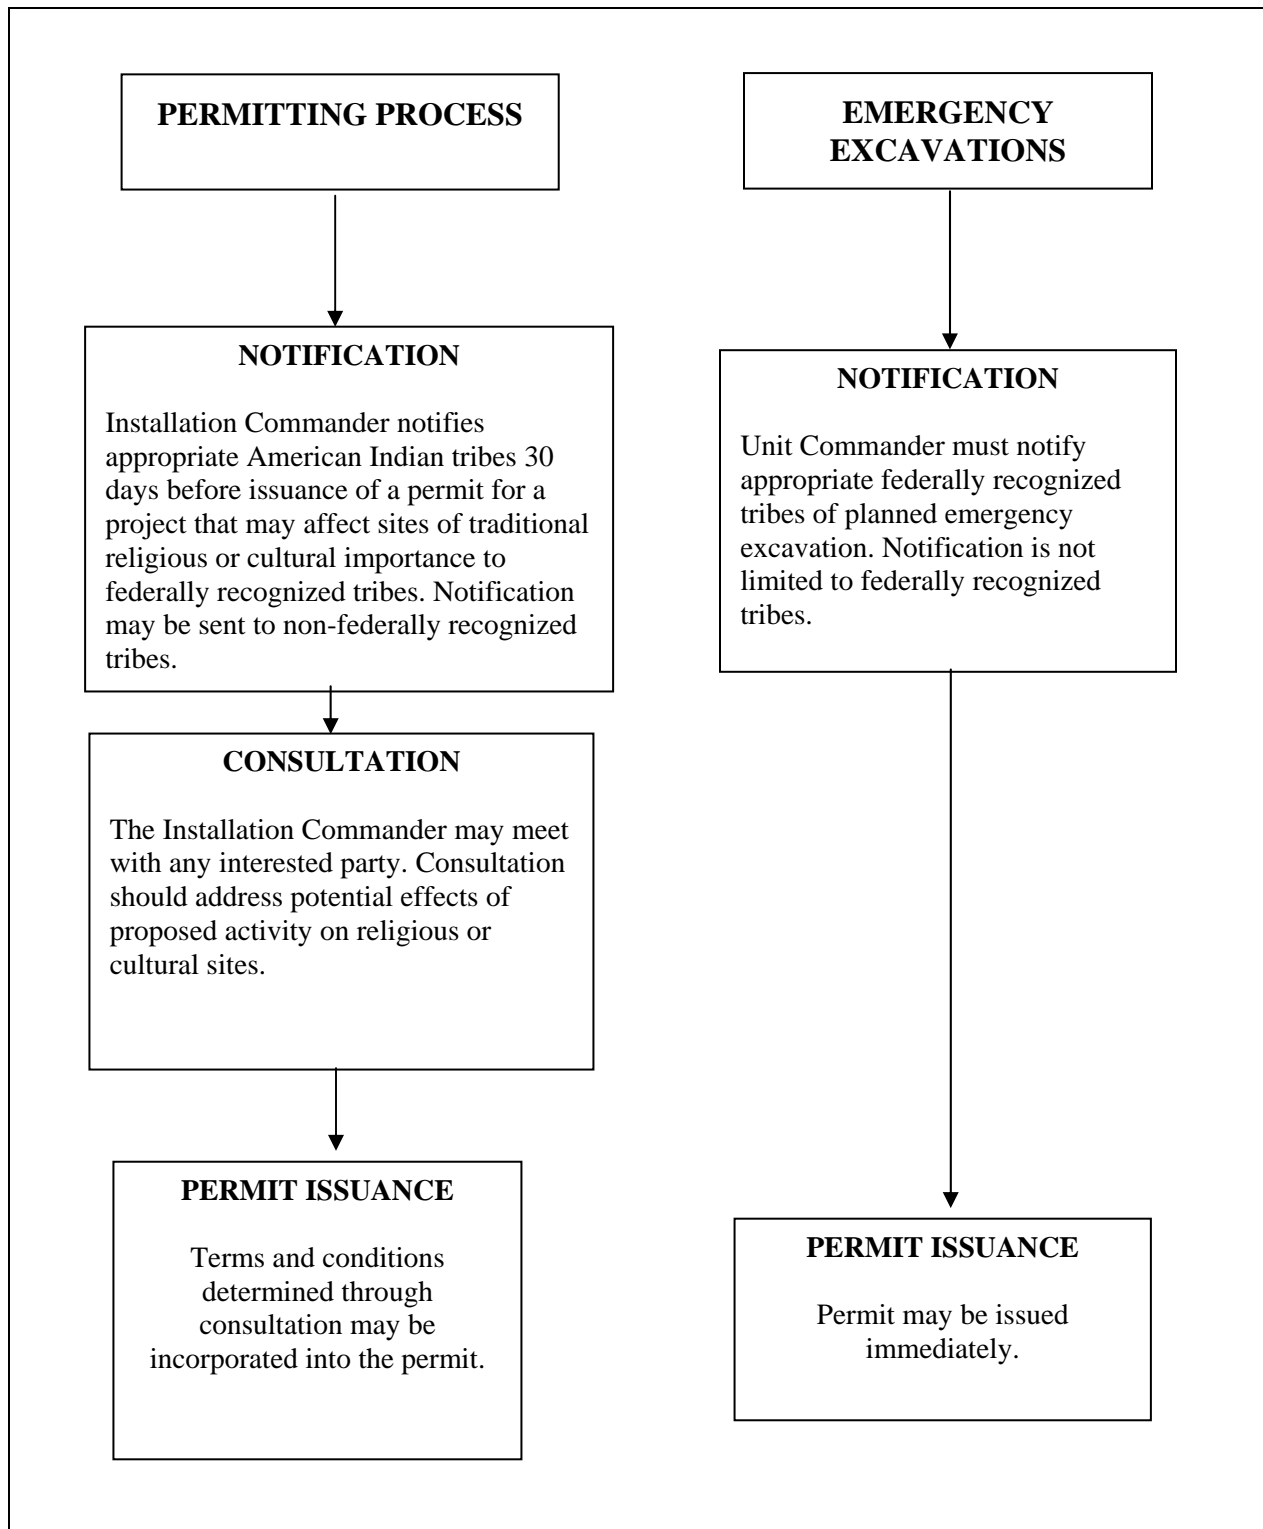 PERMITTING PROCESS
NOTIFICATION
Installation Commander notifies
appropriate American Indian tribes 30
days before issuance of a permit for a
project that may affect sites of traditional
religious or cultural importance to
federally recognized tribes. Notification
may be sent to non-federally recognized
tribes.
CONSULTATION
The Installation Commander may meet
with any interested party. Consultation
should address potential effects of
proposed activity on religious or
cultural sites.
PERMIT ISSUANCE
Terms and conditions
determined through
consultation may be
incorporated into the permit.
EMERGENCY
EXCAVATIONS
NOTIFICATION
Unit Commander must notify
appropriate federally recognized
tribes of planned emergency
excavation. Notification is not
limited to federally recognized
tribes.
PERMIT ISSUANCE
Permit may be issued
immediately.